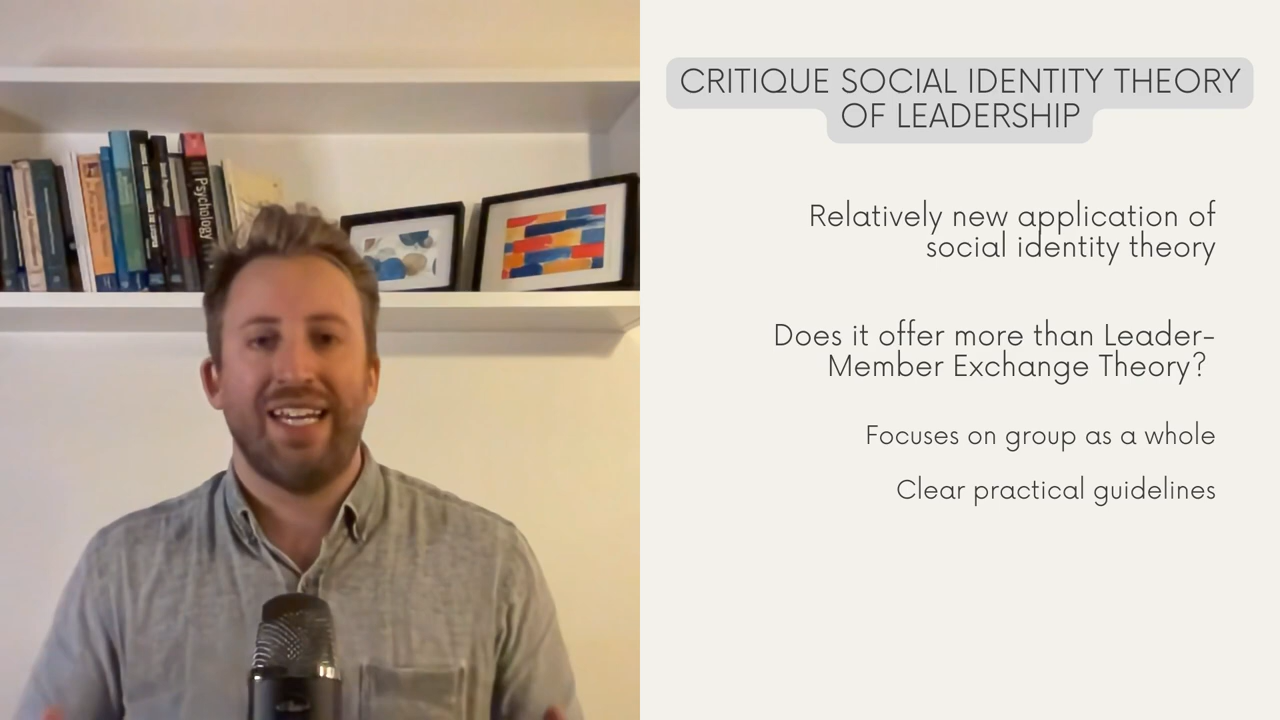 Psychology
CRITIQUE SOCIAL IDENTITY THEORY
OF LEADERSHIP
Relatively new application of
social identity theory
Does it offer more than Leader-
Member Exchange Theory?
Focuses on group as a whole
Clear practical guidelines